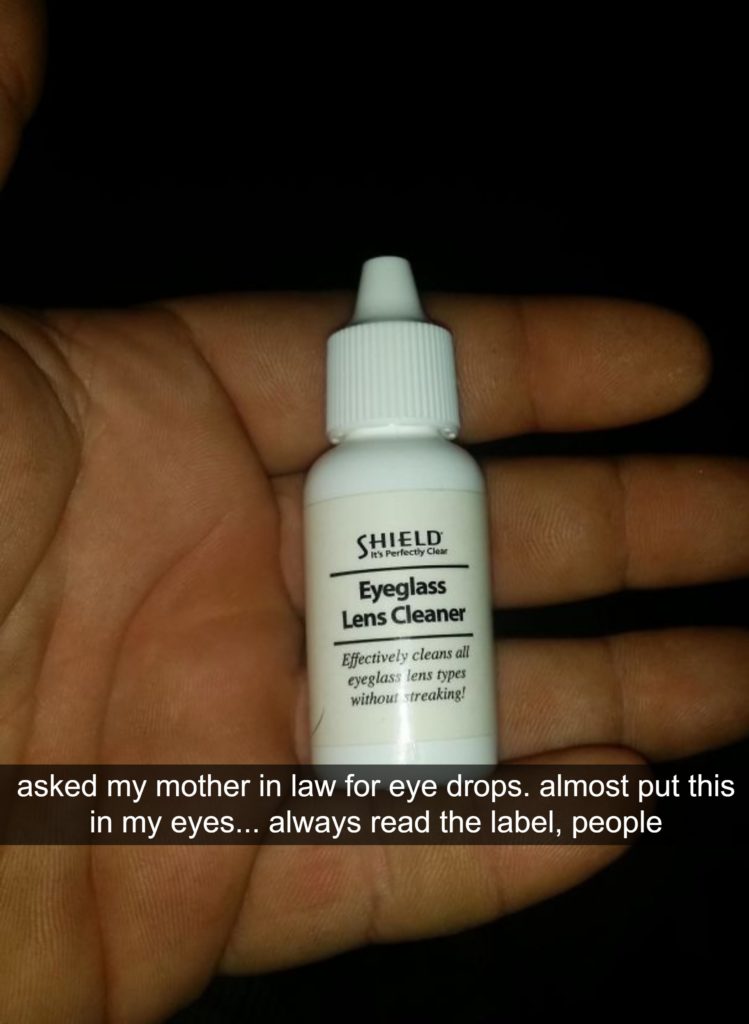 SHIELD
It's Perfectly Clear
Eyeglass
Lens Cleaner
Effectively cleans all
eyeglass lens types
without streaking!
asked my mother in law for eye drops. almost put this
in my eyes... always read the label, people